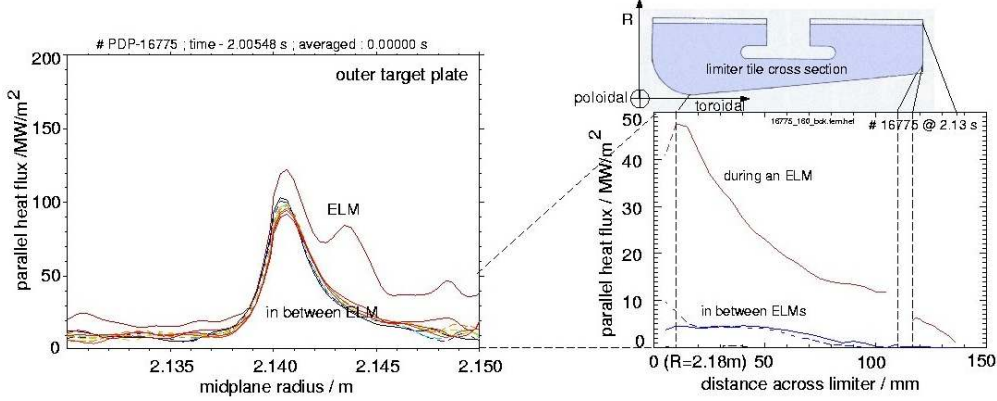 # PDP-16775 ; time - 2.00548 s ; averaged : 0.00000 s
200
150
100
50
0
parallel heat flux /MW/m2
outer target plate
ELM
in between ELM
2.135
2.140
2.145
2.150
midplane radius / m
R
limiter tile cross section
poloidal
toroidal
# 16775 @ 2.13 s
50
40
30
20
10
0
parallel heat flux / MW/m2
during an ELM
in between ELMs
0 (R=2.18m)
50
100
150
distance across limiter / mm